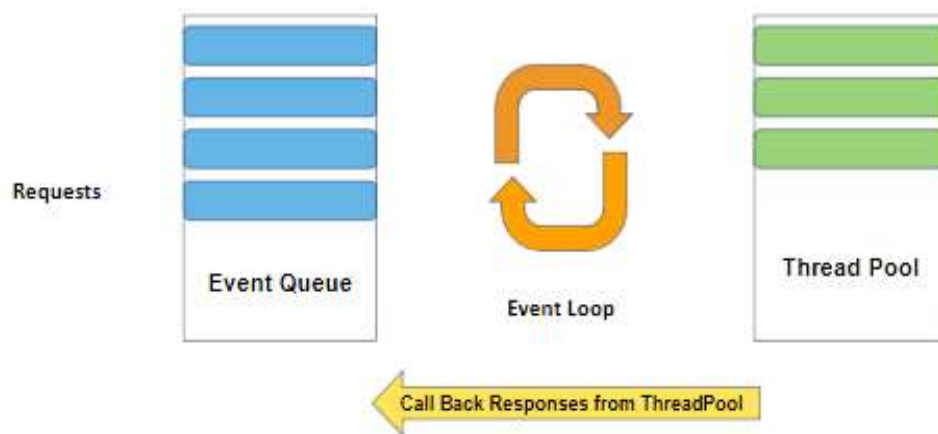 Requests
Event Queue
Event Loop
Thread Pool
Call Back Responses from ThreadPool